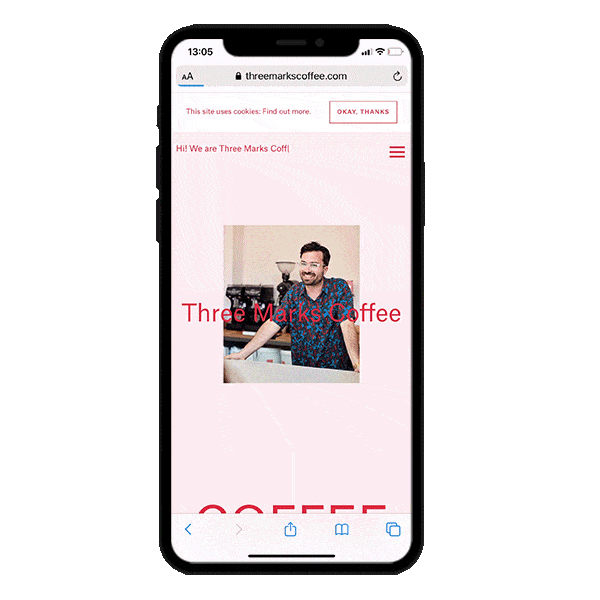 13:05
AA
threemarkscoffee.com
This site uses cookies: Find out more.
OKAY, THANKS
Hi! We are Three Marks Coff
Three Marks Coffee
COFFEE